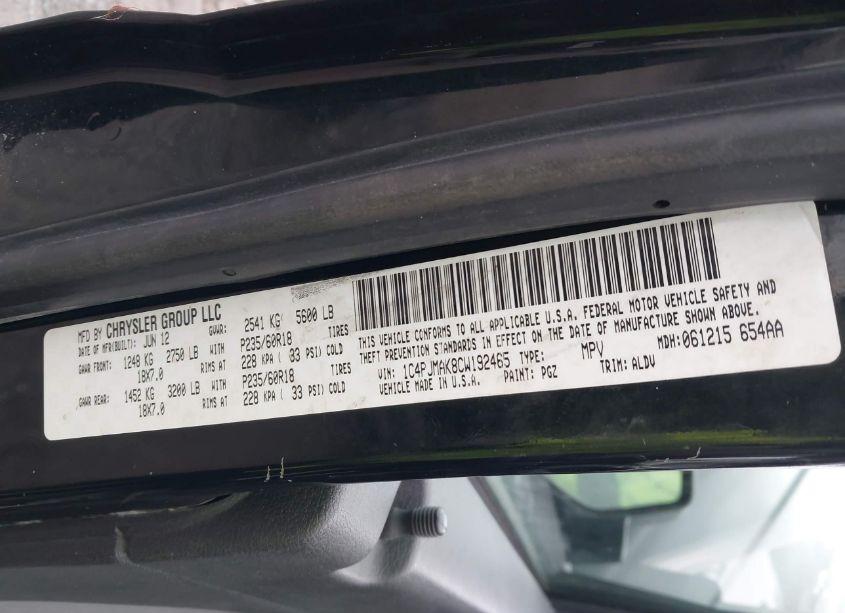 MFD BY CHRYSLER GROUP LLC
DATE OF MFR(BUILT): JUN 12 GVWR: 2541 KG( 5600 LB
GAWR FRONT: 1248 KG 2750 LB WITH P235/60R18 TIRES
18X7.0 RIMS AT 228 KPA ( 33 PSI) COLD
GAWR REAR: 1452 KG 3200 LB WITH P235/60R18 TIRES
18X7.0 RIMS AT 228 KPA ( 33 PSI) COLD
THIS VEHICLE CONFORMS TO ALL APPLICABLE U.S.A. FEDERAL MOTOR VEHICLE SAFETY AND
THEFT PREVENTION STANDARDS IN EFFECT ON THE DATE OF MANUFACTURE SHOWN ABOVE.
VIN: 1C4PJMAK8CW192465 TYPE: MPV MDH: 061215 654AA
VEHICLE MADE IN U.S.A. PAINT: PGZ TRIM: ALDV